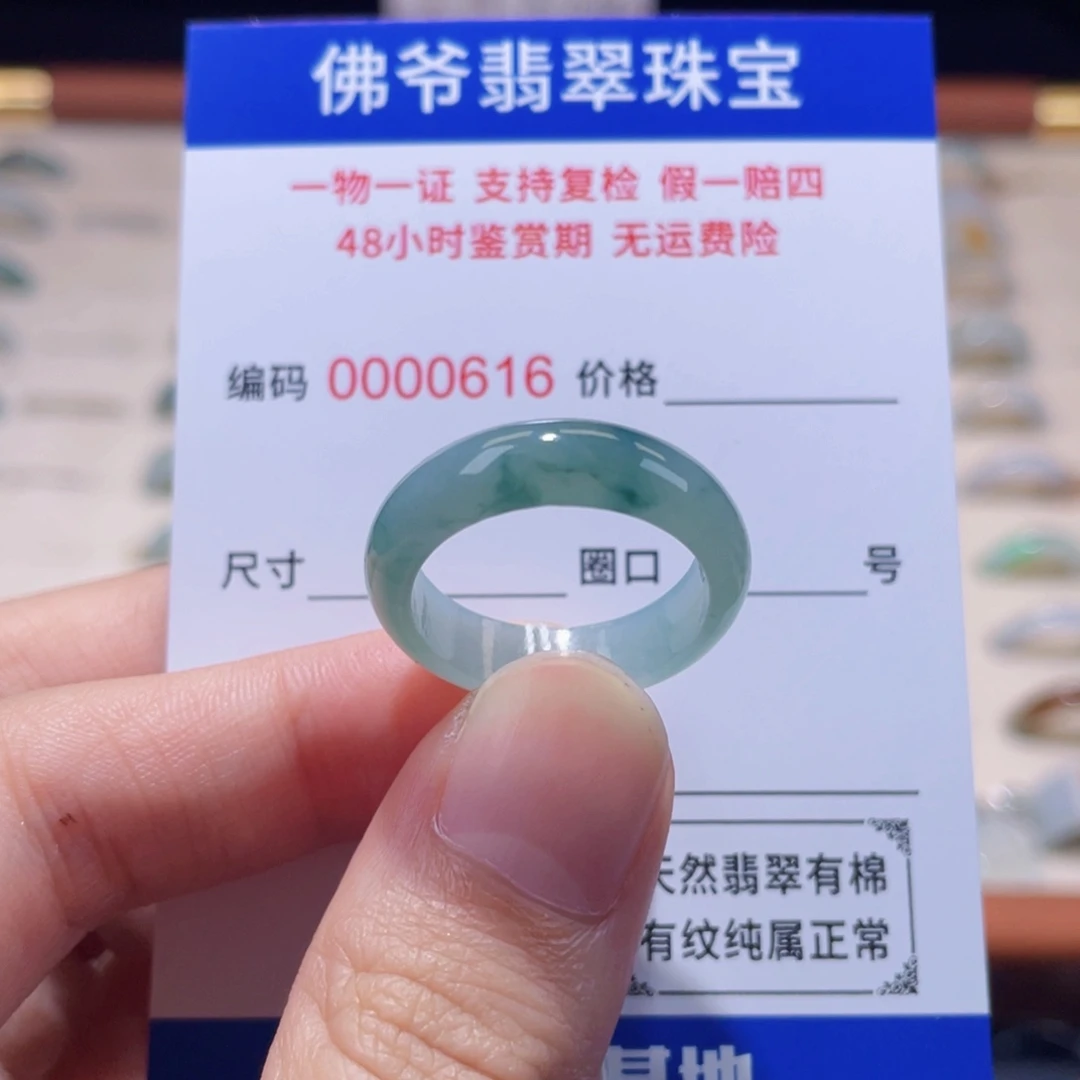 佛爷翡翠珠宝
一物一证 支持复检 假一赔四
48小时鉴赏期 无运费险
编码 0000616 价格
尺寸 圈口 号
天然翡翠有棉
有纹纯属正常
基地